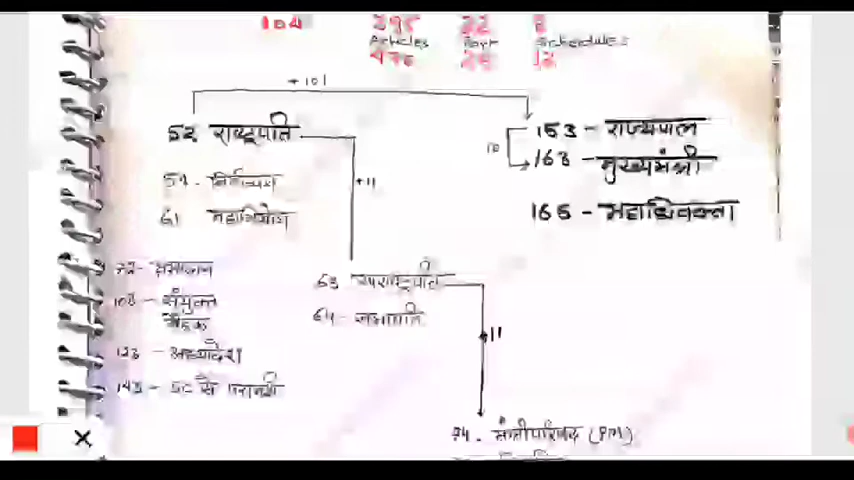 104 395 22 8
Articles Part Schedules
470 25 12
+101
52 राष्ट्रपति
153 - राज्यपाल
10
163 - मुख्यमंत्री
54 - निर्वाचन
+11
61 महाभियोग
165 - महाधिवक्ता
72 - क्षमादान
63 उपराष्ट्रपति
108 - संयुक्त
बैठक
64 - सभापति
11
123 - अध्यादेश
143 - SC से परामर्श
74 - मंत्रीपरिषद (PM)